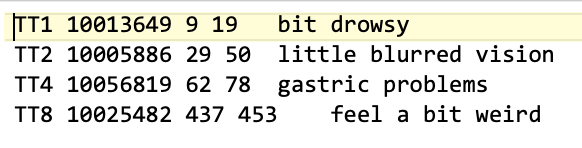 TT1 10013649 9 19 bit drowsy
TT2 10005886 29 50 little blurred vision
TT4 10056819 62 78 gastric problems
TT8 10025482 437 453 feel a bit weird